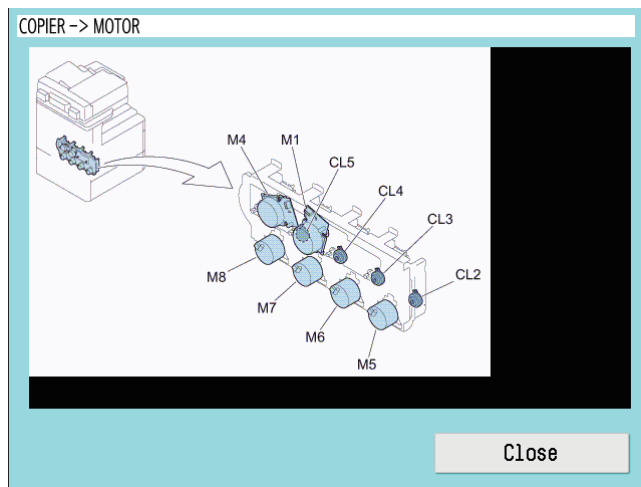 COPIER -> MOTOR
M4
M1
CL5
CL4
CL3
CL2
M8
M7
M6
M5
Close